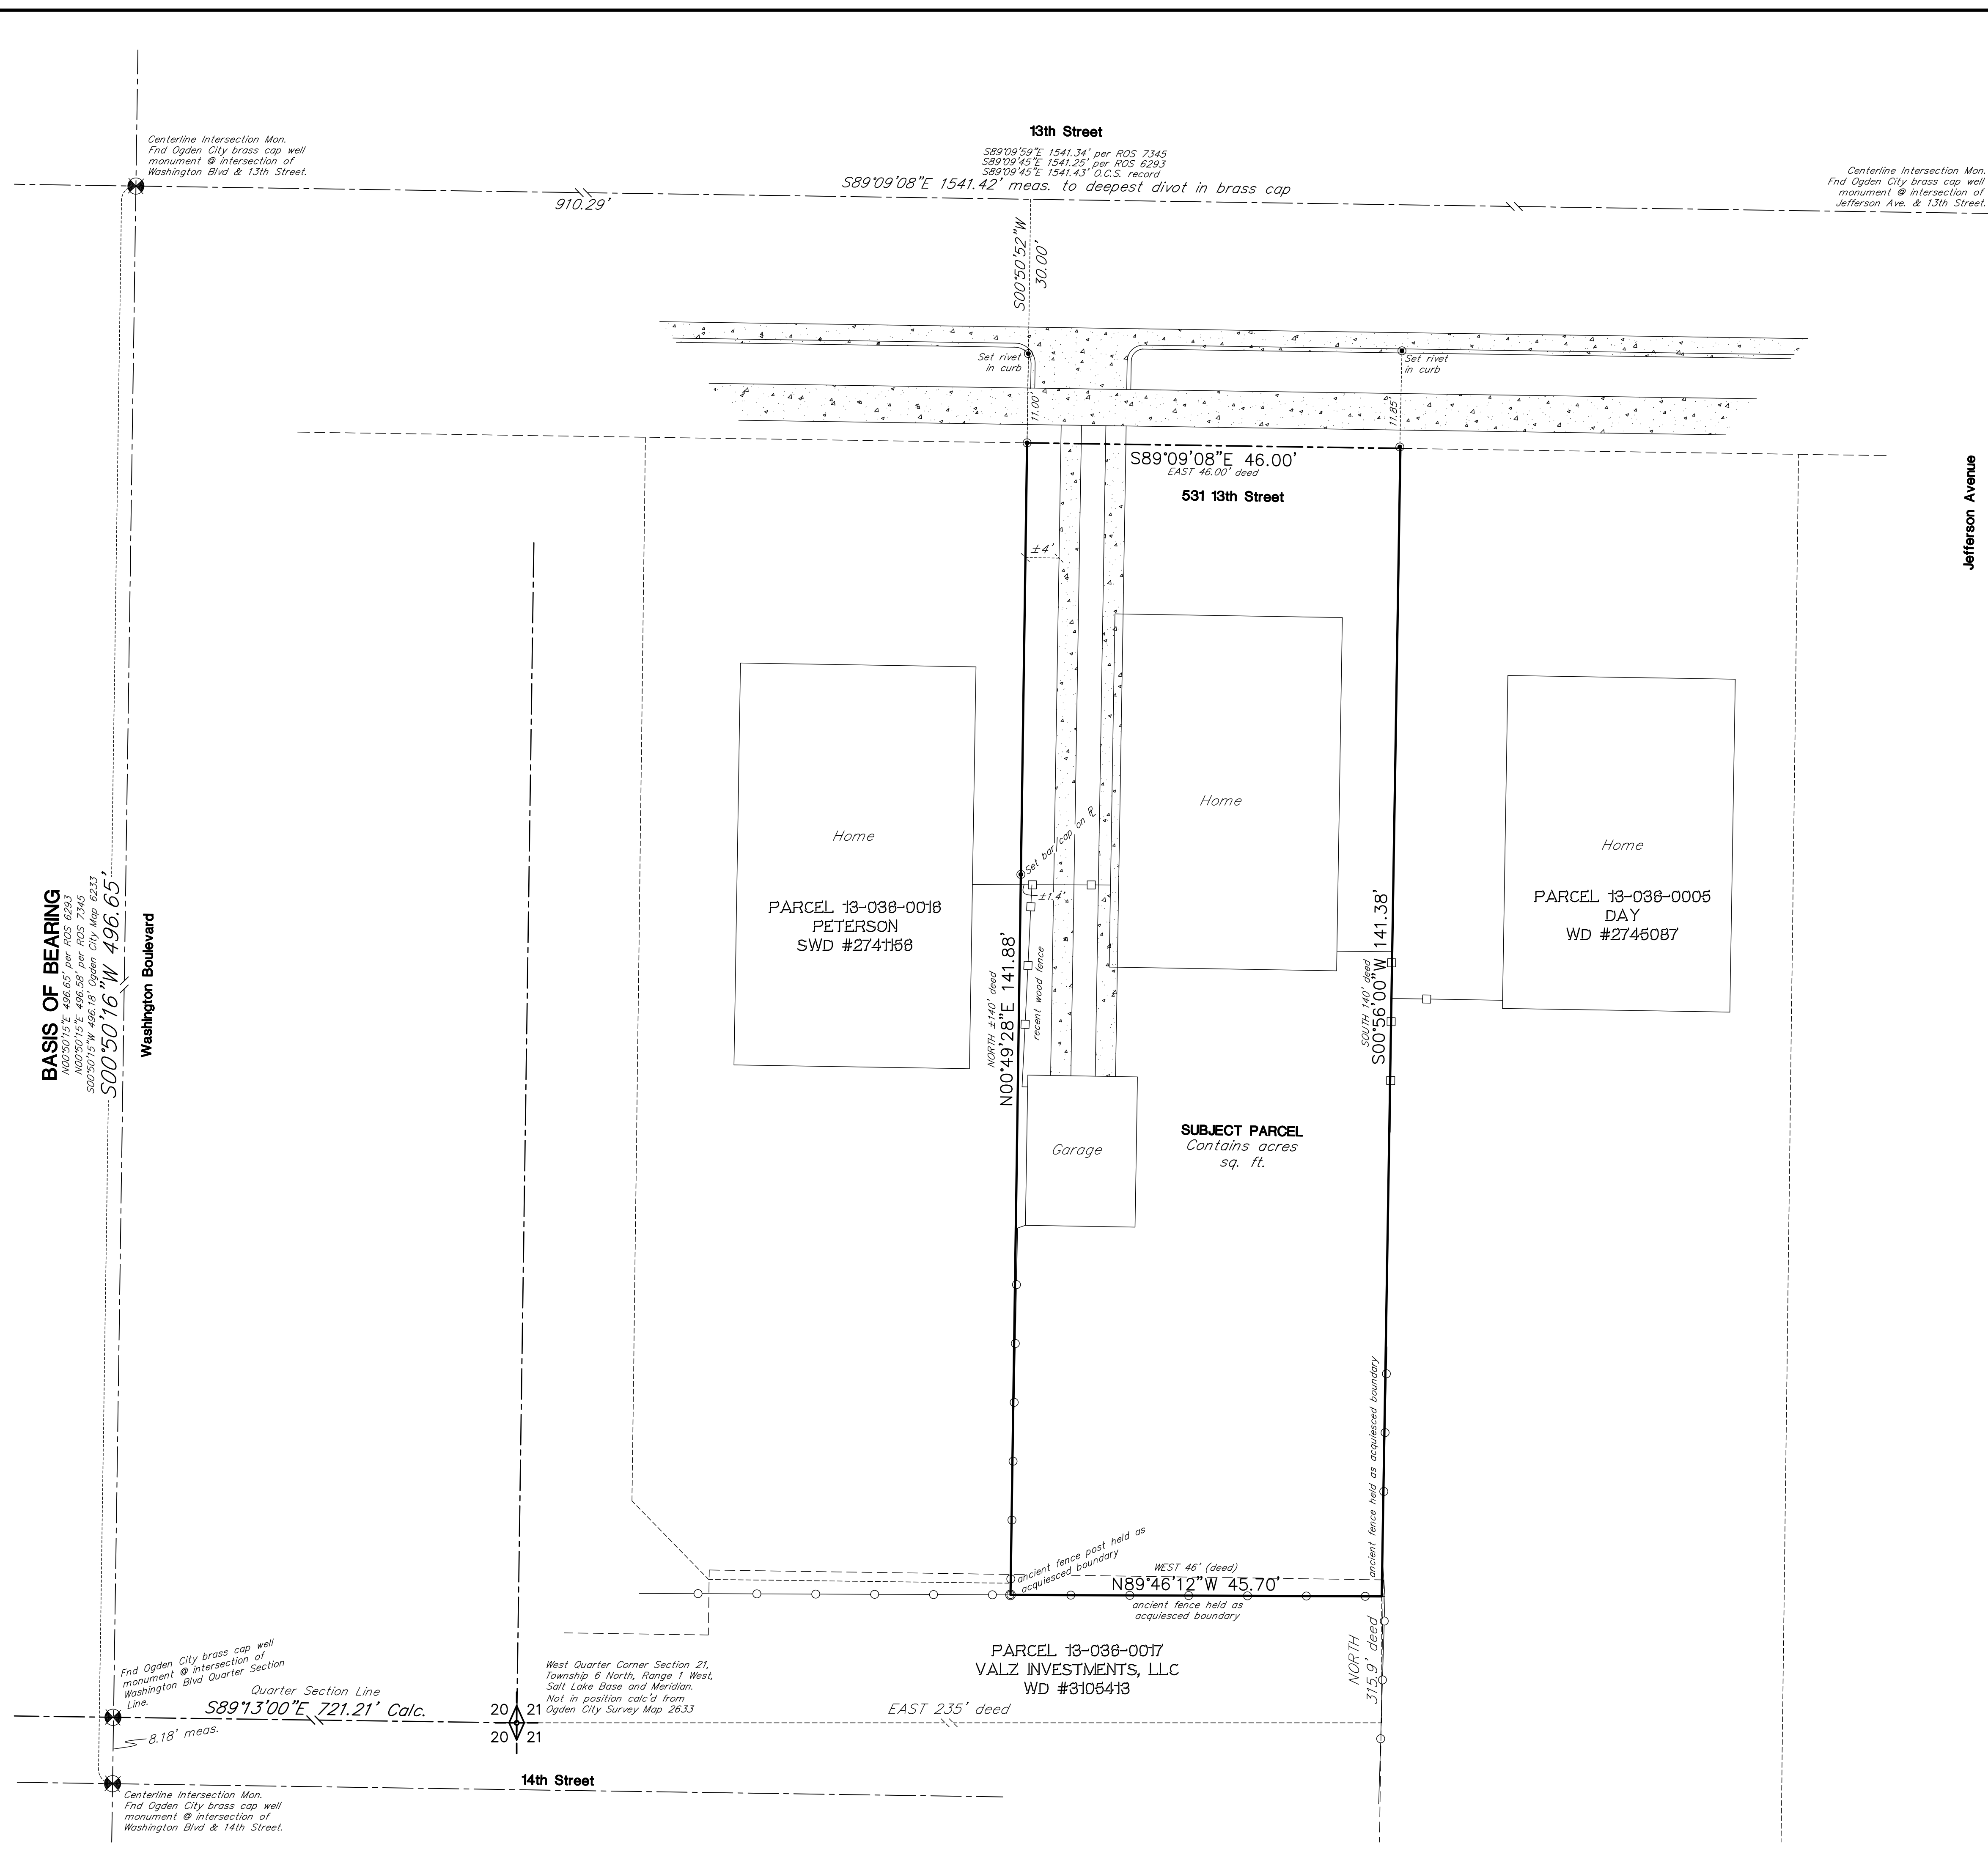 13th Street
Centerline Intersection Mon.
Fnd Ogden City brass cap well
monument @ intersection of
Washington Blvd & 13th Street.
S89°09'59"E 1541.34' per ROS 7345
S89°09'45"E 1541.25' per ROS 6293
S89°09'45"E 1541.43' O.C.S. record
S89°09'08"E 1541.42' meas. to deepest divot in brass cap
910.29'
Centerline Intersection Mon.
Fnd Ogden City brass cap well
monument @ intersection of
Jefferson Ave. & 13th Street.
S00°50'52"W
30.00'
Set rivet
in curb
Set rivet
in curb
11.00'
11.85'
S89°09'08"E 46.00'
EAST 46.00' deed
531 13th Street
Jefferson Avenue
±4'
Home
Home
Home
Set bar/cap on PL
±1.4'
recent wood fence
PARCEL 13-036-0016
PETERSON
SWD #2741156
PARCEL 13-036-0005
DAY
WD #2745087
BASIS OF BEARING
N00°50'15"E 496.65' per ROS 6293
N00°50'15"E 496.58' per ROS 7345
S00°50'15"W 496.18' Ogden City Map 6233
S00°50'16"W 496.65'
Washington Boulevard
NORTH ±140' deed
N00°49'28"E 141.88'
SOUTH 140' deed
S00°56'00"W 141.38'
Garage
SUBJECT PARCEL
Contains acres
sq. ft.
ancient fence held as acquiesced boundary
ancient fence post held as
acquiesced boundary
WEST 46' (deed)
N89°46'12"W 45.70'
ancient fence held as
acquiesced boundary
PARCEL 13-036-0017
VALZ INVESTMENTS, LLC
WD #3105413
NORTH
315.9' deed
Fnd Ogden City brass cap well
monument @ intersection of
Washington Blvd Quarter Section
Line.
Quarter Section Line
S89°13'00"E 721.21' Calc.
8.18' meas.
20 21
20 21
West Quarter Corner Section 21,
Township 6 North, Range 1 West,
Salt Lake Base and Meridian.
Not in position calc'd from
Ogden City Survey Map 2633
EAST 235' deed
14th Street
Centerline Intersection Mon.
Fnd Ogden City brass cap well
monument @ intersection of
Washington Blvd & 14th Street.